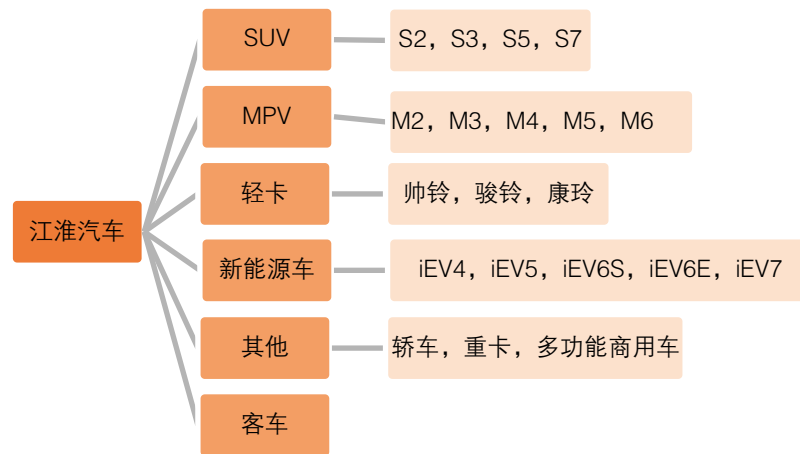 江淮汽车
SUV
S2，S3，S5，S7
MPV
M2，M3，M4，M5，M6
轻卡
帅铃，骏铃，康玲
新能源车
iEV4，iEV5，iEV6S，iEV6E，iEV7
其他
轿车，重卡，多功能商用车
客车